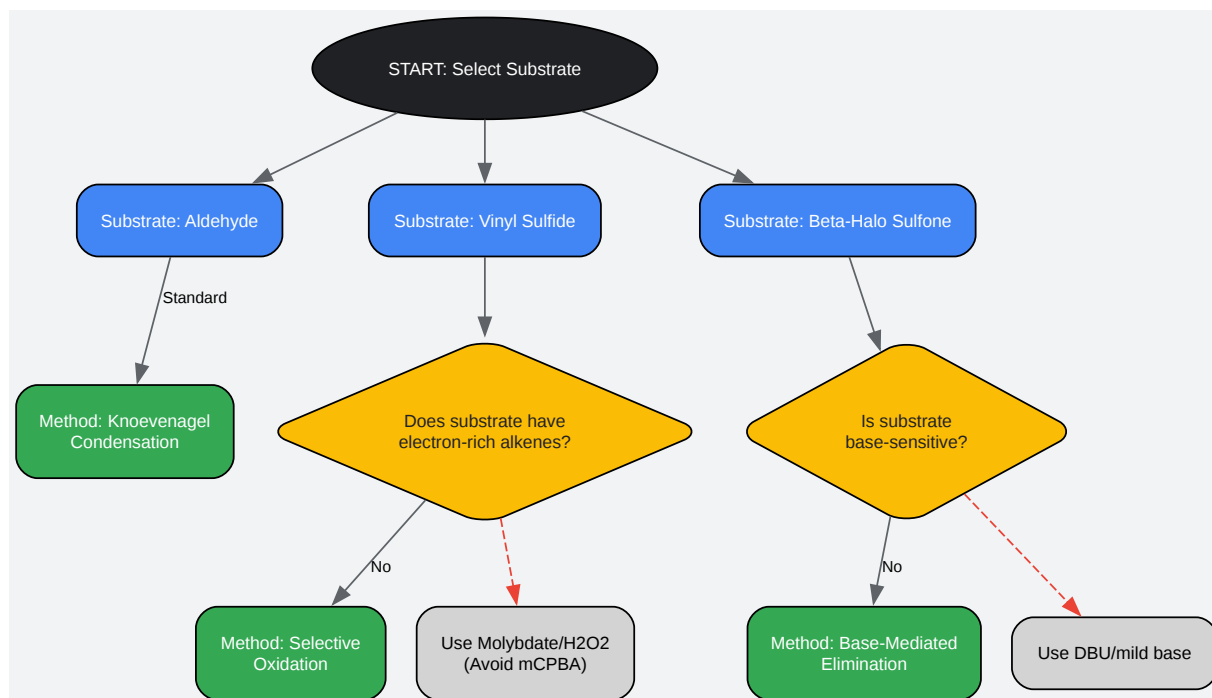 START: Select Substrate
Substrate: Aldehyde
Substrate: Vinyl Sulfide
Substrate: Beta-Halo Sulfone
Standard
Method: Knoevenagel
Condensation
Does substrate have
electron-rich alkenes?
Is substrate
base-sensitive?
No
No
Method: Selective
Oxidation
Use Molybdate/H2O2
(Avoid mCPBA)
Method: Base-Mediated
Elimination
Use DBU/mild base